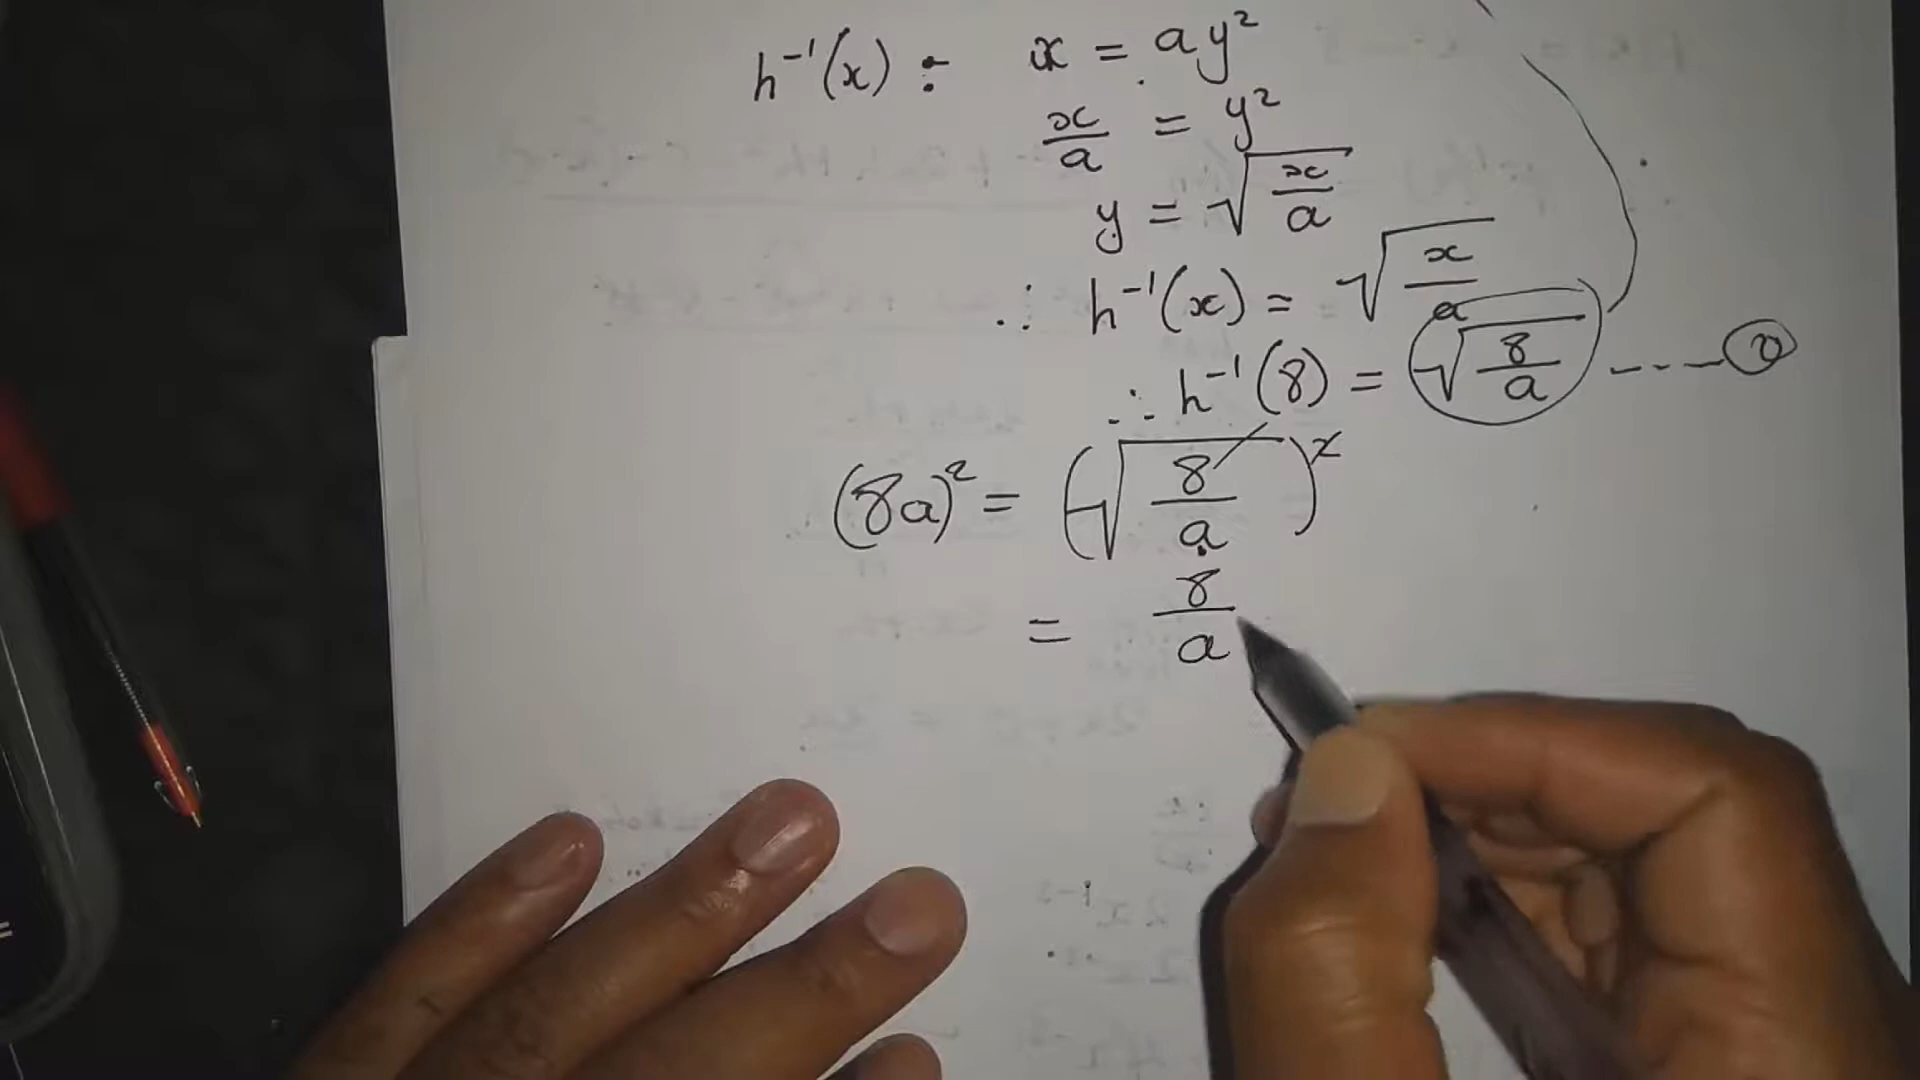 h⁻¹(x) : x = ay²
x/a = y²
y = √(x/a)
∴ h⁻¹(x) = √(x/a)
∴ h⁻¹(8) = √(8/a) ----②
(8a)² = (√(8/a))²
= 8/a